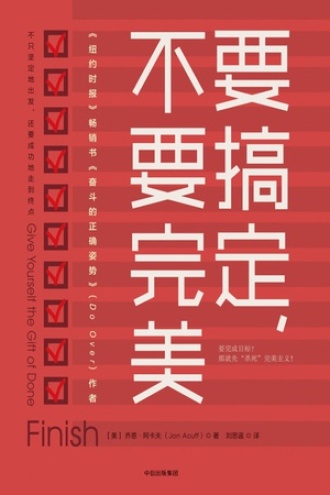 要搞定，
不要完美
《纽约时报》畅销书《奋斗的正确姿势》(Do Over) 作者
不只坚定地出发，还要成功地走到终点
Give Yourself the Gift of Done
要完成目标?
那就先“杀死”完美主义!
Finish
[美] 乔恩·阿卡夫 (Jon Acuff) 著 刘思遥 译
中信出版集团